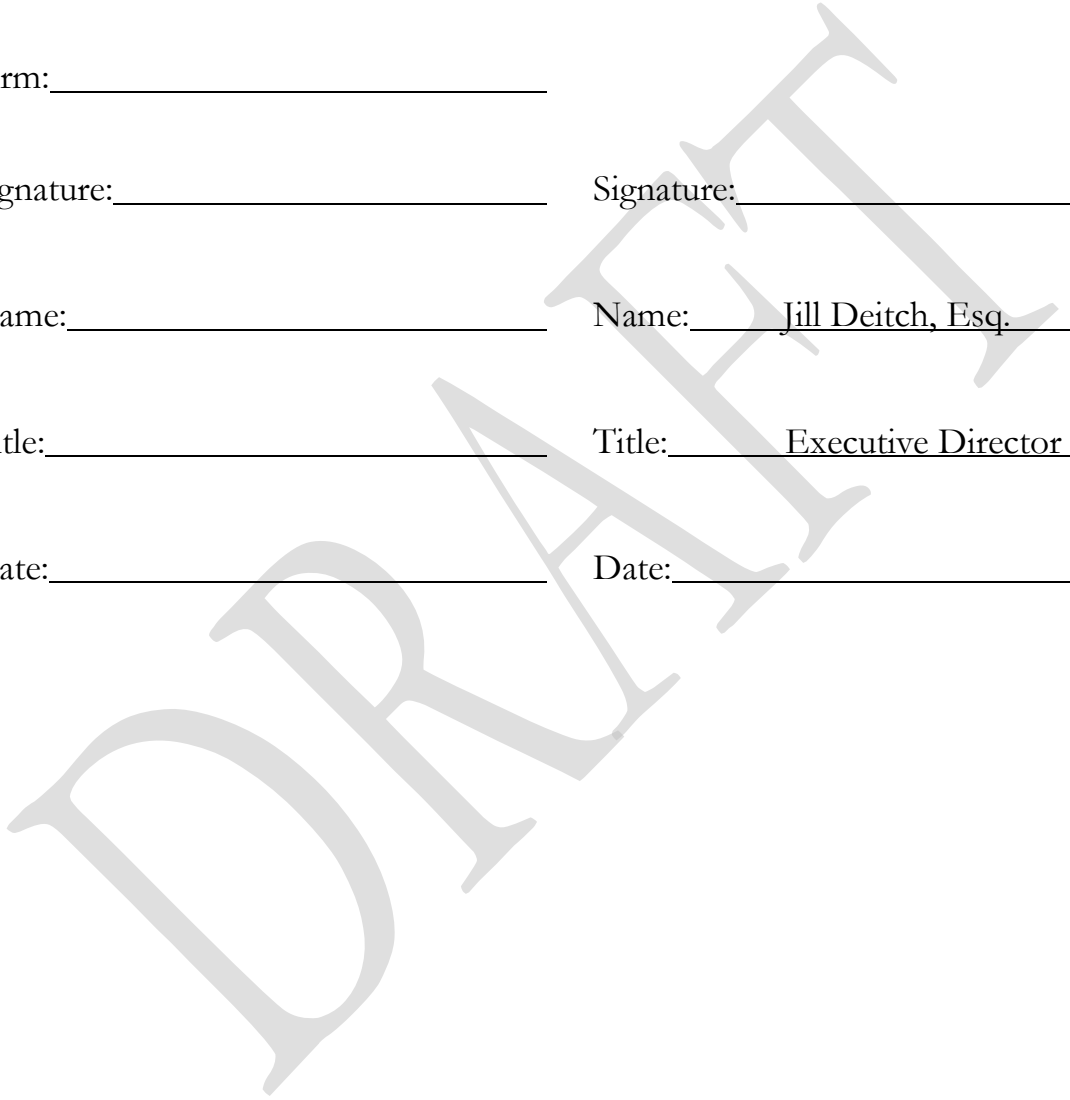 rm:
gnature: Signature:
ame: Name: Jill Deitch, Esq.
tle: Title: Executive Director
ate: Date:
DRAFT